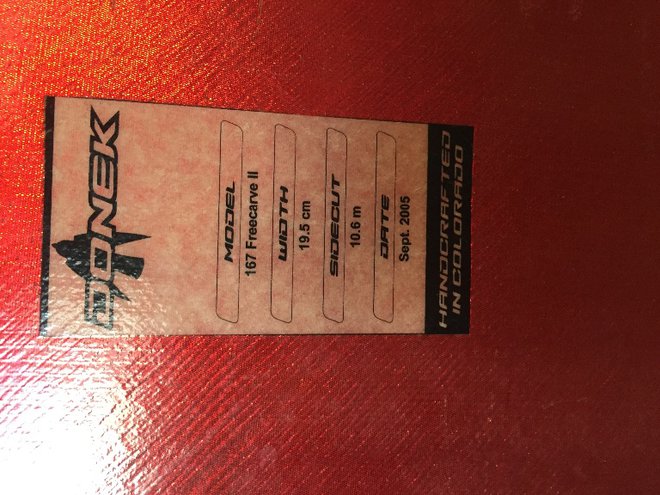 DONEK
MODEL
167 Freecarve II
WIDTH
19.5 cm
SIDECUT
10.6 m
DATE
Sept. 2005
HANDCRAFTED
IN COLORADO